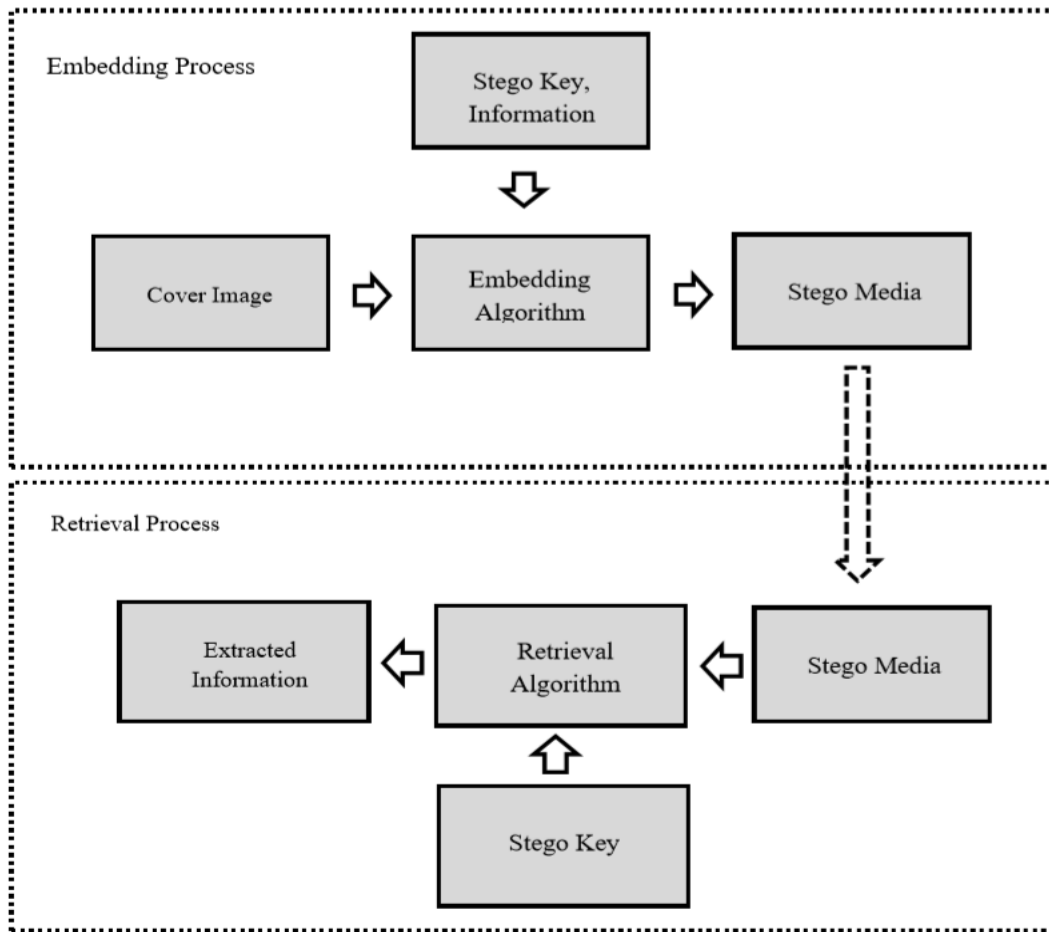 Embedding Process
Stego Key,
Information
Cover Image
Embedding
Algorithm
Stego Media
Retrieval Process
Extracted
Information
Retrieval
Algorithm
Stego Media
Stego Key